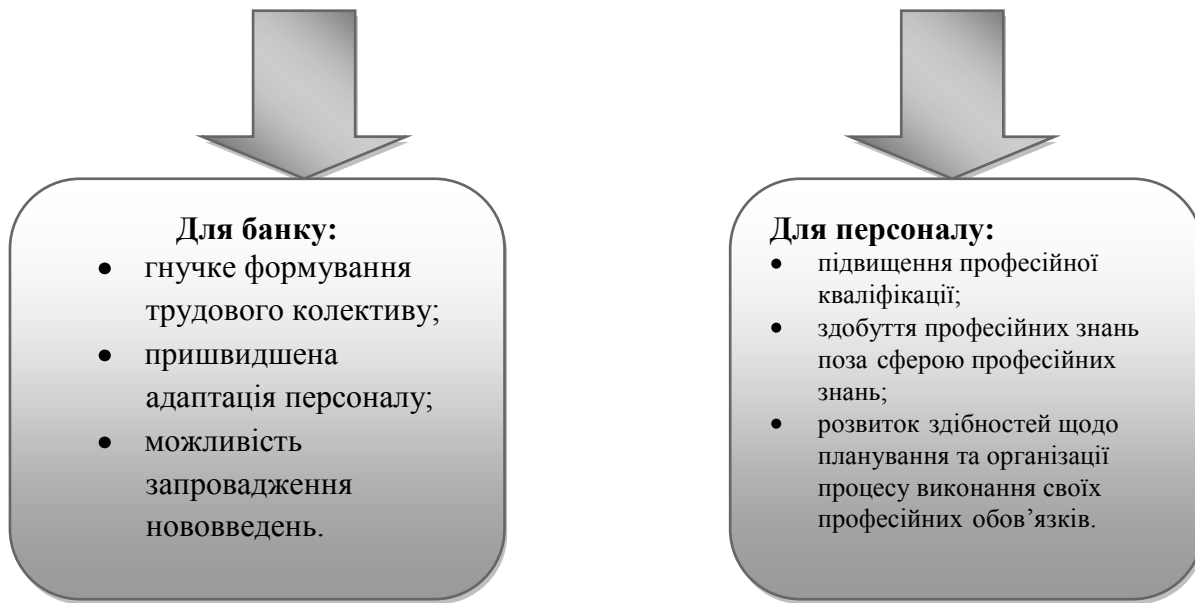 Для банку:
• гнучке формування
трудового колективу;
• пришвидшена
адаптація персоналу;
• можливість
запровадження
нововведень.
Для персоналу:
• підвищення професійної
кваліфікації;
• здобуття професійних знань
поза сферою професійних
знань;
• розвиток здібностей щодо
планування та організації
процесу виконання своїх
професійних обов’язків.